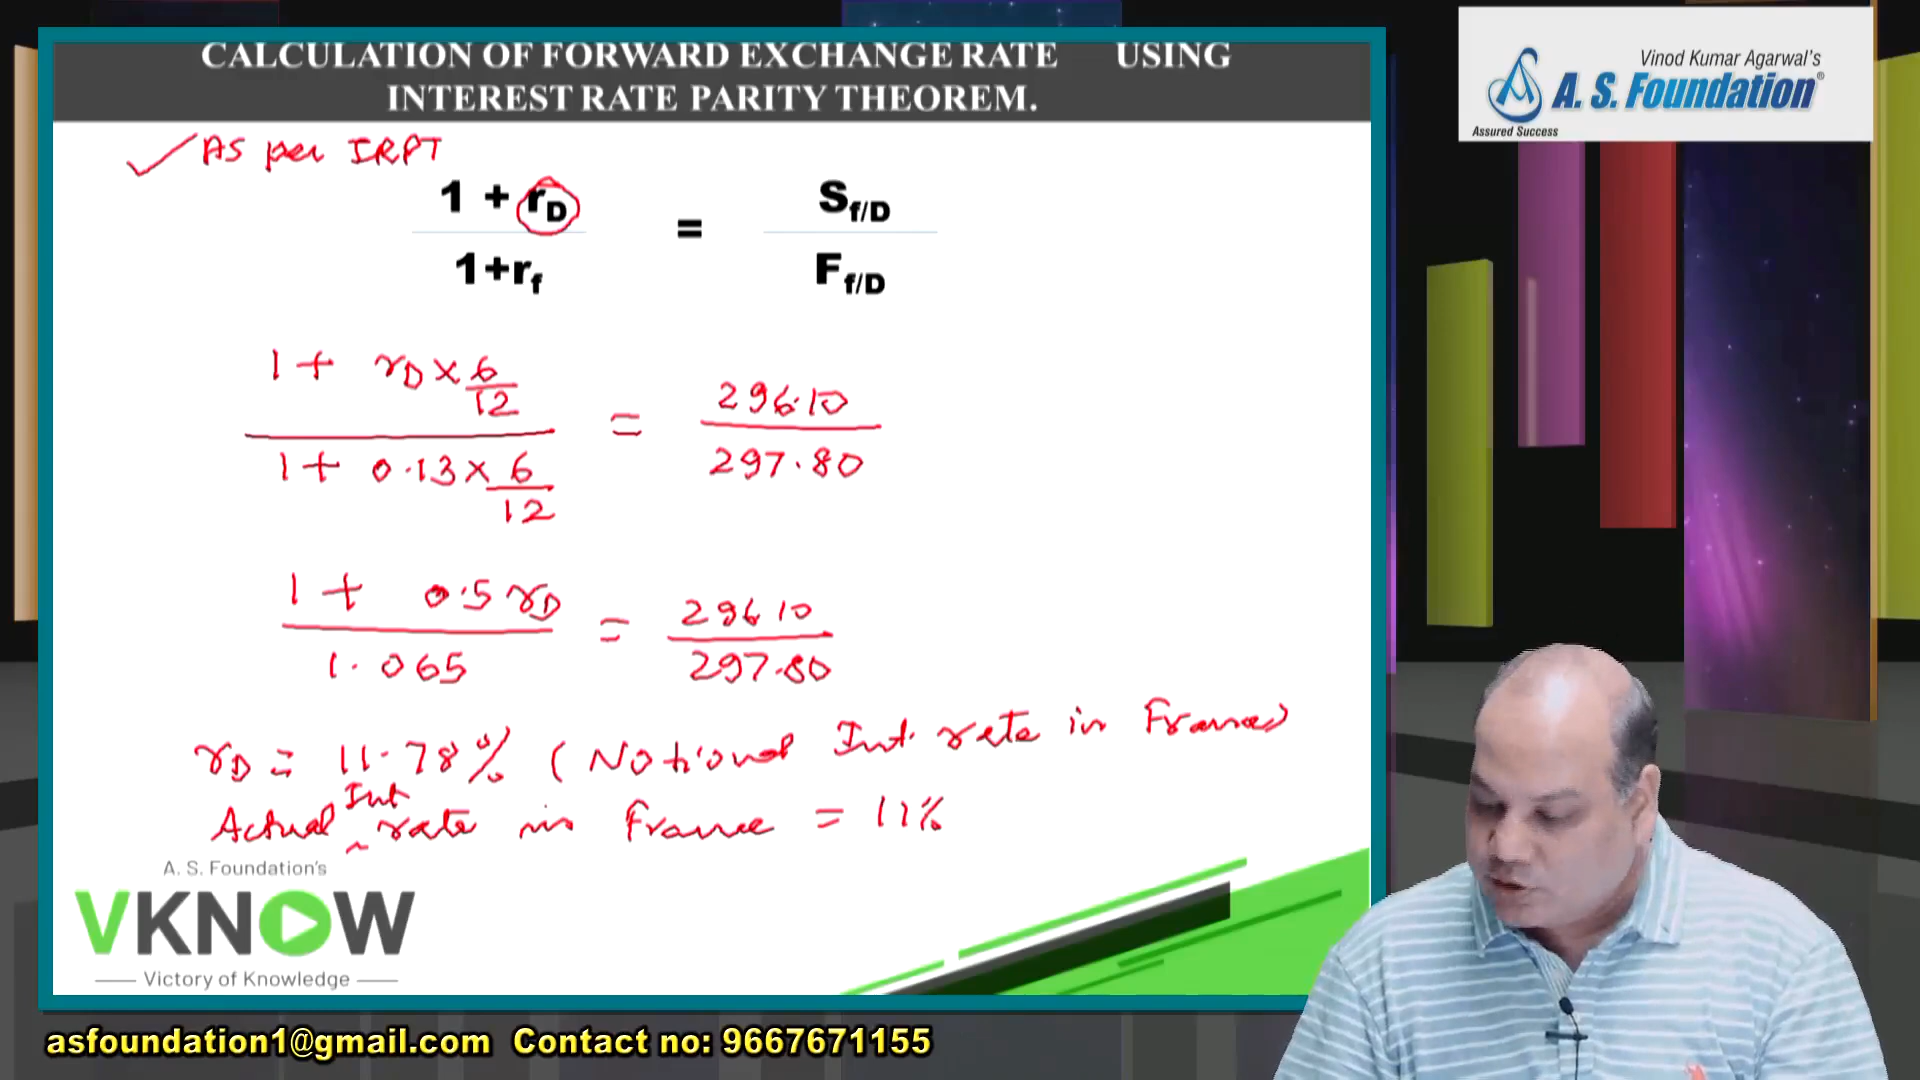 CALCULATION OF FORWARD EXCHANGE RATE USING
INTEREST RATE PARITY THEOREM.
Vinod Kumar Agarwal's
A. S. Foundation®
Assured Success
As per IRPT
1 + rD
1+rf
=
Sf/D
Ff/D
1 + rD × 6/12
1 + 0.13 × 6/12
=
296.10
297.80
1 + 0.5 rD
1.065
=
296 10
297.80
rD = 11.78% (Notional Int. rate in France)
Actual Int rate in France = 11%
A. S. Foundation's
VKNOW
Victory of Knowledge
asfoundation1@gmail.com Contact no: 9667671155